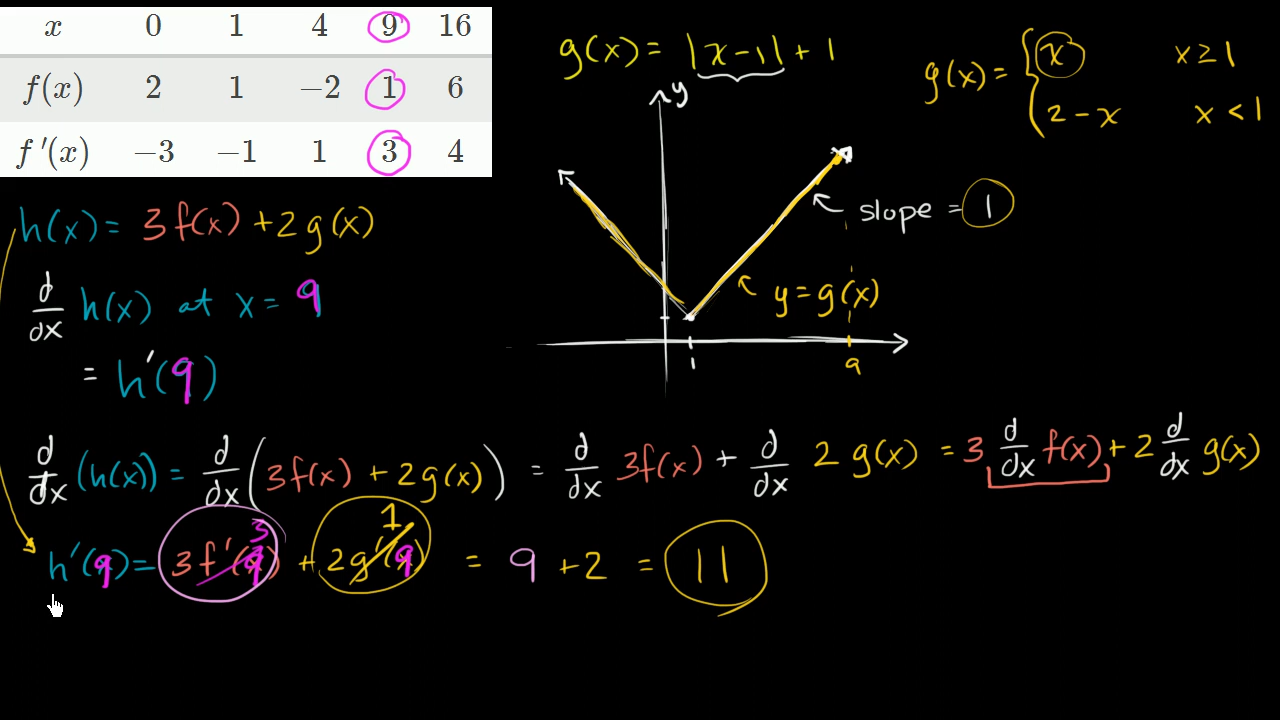 x 0 1 4 9 16
f(x) 2 1 −2 1 6
f′(x) −3 −1 1 3 4
g(x) = |x−1| + 1
g(x) = { x x ≥ 1
2 − x x < 1
y
slope = 1
y = g(x)
1
9
h(x) = 3f(x) + 2g(x)
d/dx h(x) at x = 9
= h′(9)
d/dx (h(x)) = d/dx (3f(x) + 2g(x)) = d/dx 3f(x) + d/dx 2g(x) = 3 d/dx f(x) + 2 d/dx g(x)
3 1
h′(9) = 3f′(9) + 2g′(9) = 9 + 2 = 11